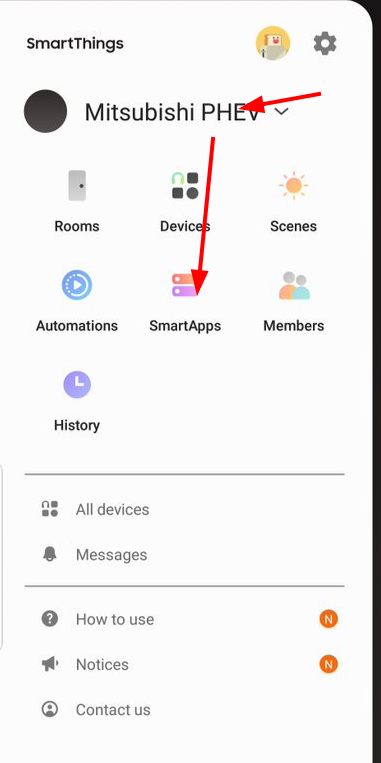 SmartThings
Mitsubishi PHEV
Rooms Devices Scenes
Automations SmartApps Members
History
All devices
Messages
How to use N
Notices N
Contact us